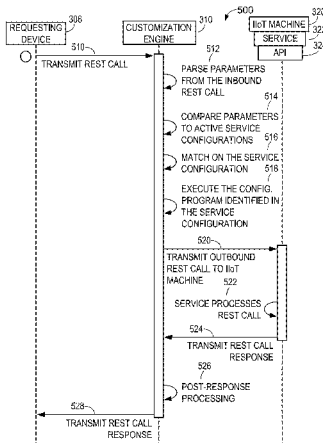 REQUESTING
DEVICE
306
CUSTOMIZATION
ENGINE
310
500
IIoT MACHINE
320
SERVICE
322
API
510
TRANSMIT REST CALL
512
PARSE PARAMETERS
FROM THE INBOUND
REST CALL
514
COMPARE PARAMETERS
TO ACTIVE SERVICE
CONFIGURATIONS
516
MATCH ON THE SERVICE
CONFIGURATION
EXECUTE THE CONFIG.
PROGRAM IDENTIFIED IN
THE SERVICE
CONFIGURATION
520
TRANSMIT OUTBOUND
REST CALL TO IIoT
MACHINE
522
SERVICE PROCESSES
REST CALL
524
TRANSMIT REST CALL
RESPONSE
526
POST-RESPONSE
PROCESSING
528
TRANSMIT REST CALL
RESPONSE